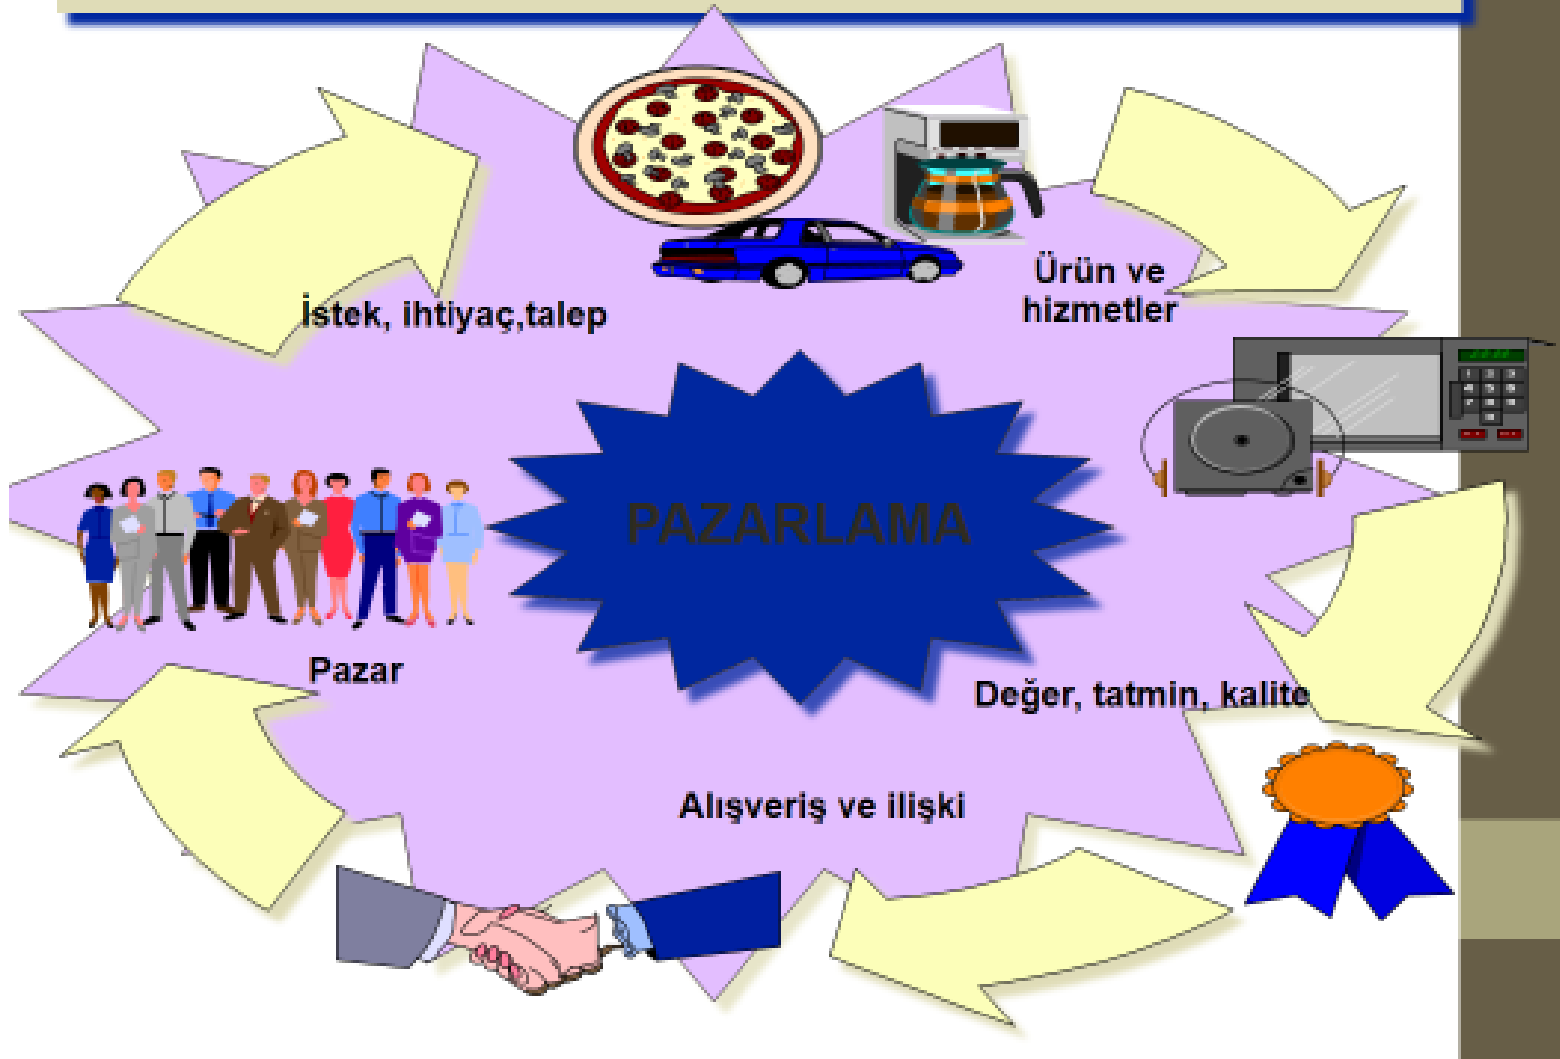 İstek, ihtiyaç,talep
Ürün ve
hizmetler
PAZARLAMA
Pazar
Değer, tatmin, kalite
Alışveriş ve ilişki